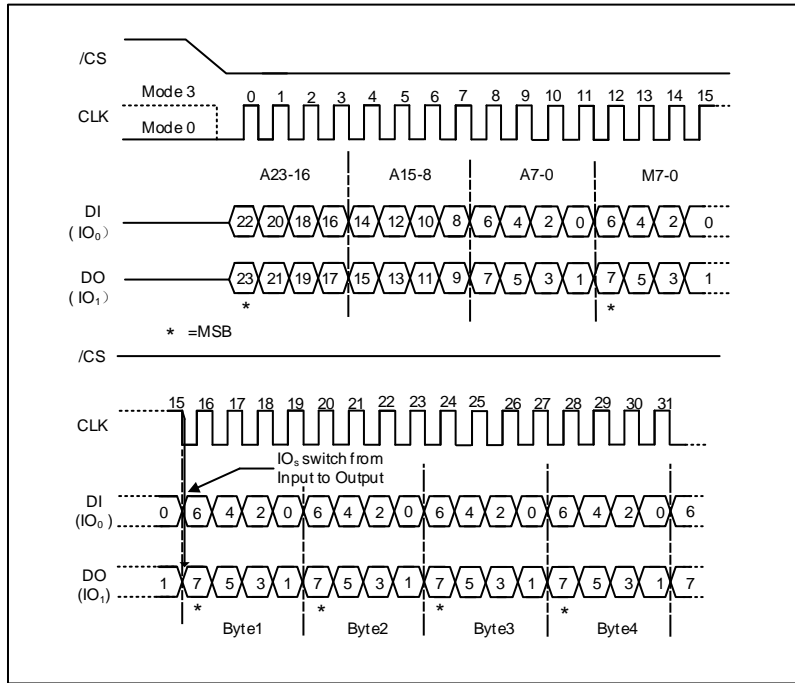 /CS
Mode 3
CLK
Mode 0
0 1 2 3 4 5 6 7 8 9 10 11 12 13 14 15
A23-16 A15-8 A7-0 M7-0
DI
( IO₀)
22 20 18 16 14 12 10 8 6 4 2 0 6 4 2 0
DO
( IO₁)
23 21 19 17 15 13 11 9 7 5 3 1 7 5 3 1
* *
* =MSB
/CS
15 16 17 18 19 20 21 22 23 24 25 26 27 28 29 30 31
CLK
IOₛ switch from
Input to Output
DI
(IO₀)
0 6 4 2 0 6 4 2 0 6 4 2 0 6 4 2 0 6
DO
(IO₁)
1 7 5 3 1 7 5 3 1 7 5 3 1 7 5 3 1 7
* * * *
Byte1 Byte2 Byte3 Byte4